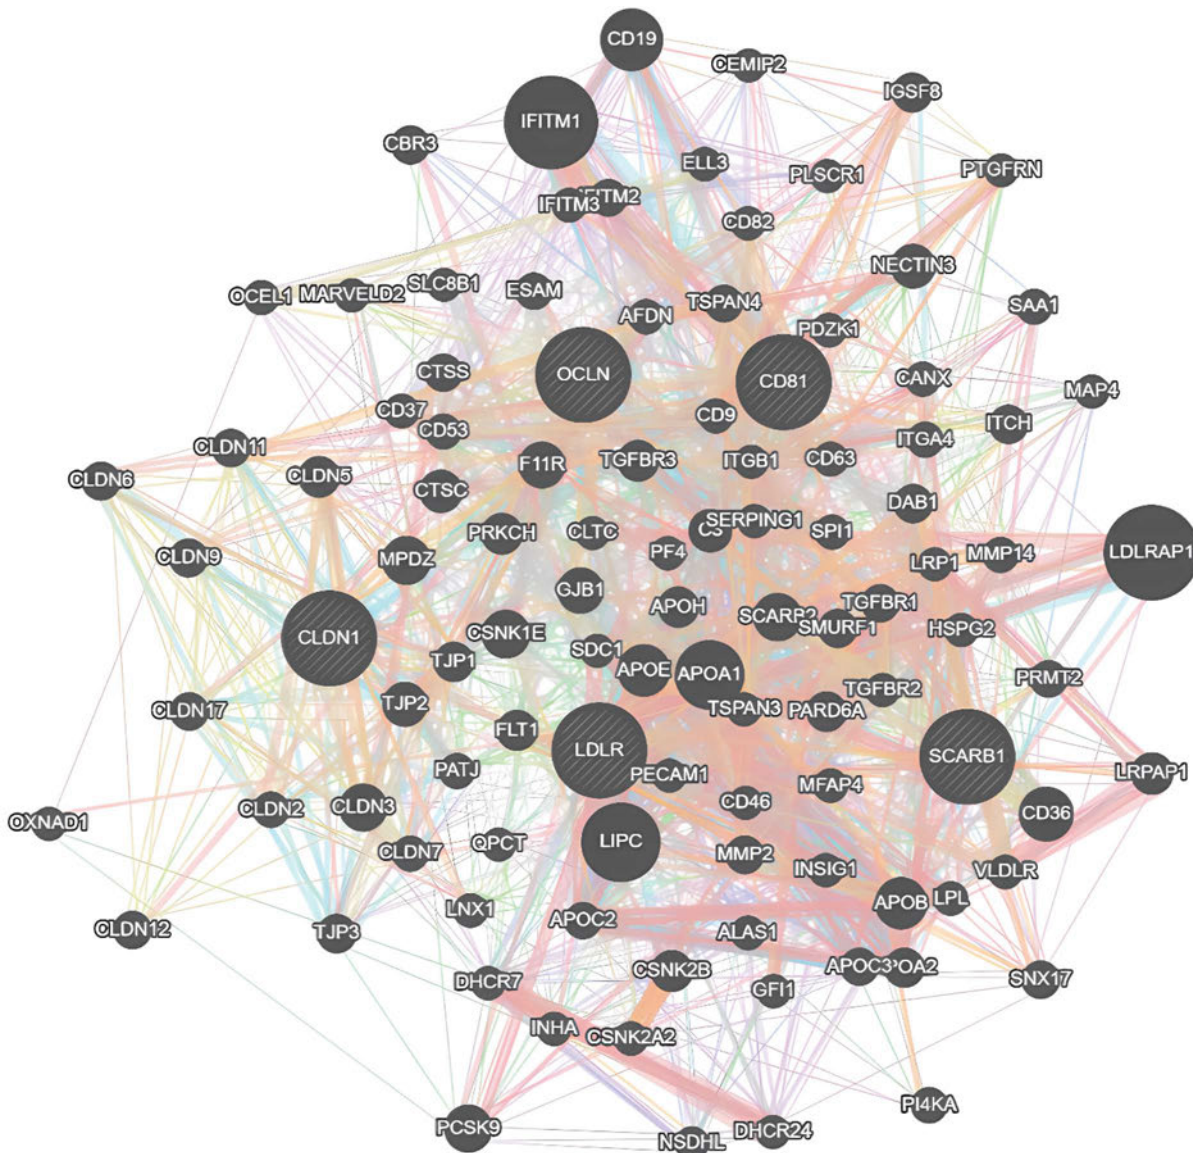 CD19
CEMIP2
IGSF8
IFITM1
CBR3
ELL3
PLSCR1
PTGFRN
IFITM3
IFITM2
CD82
NECTIN3
OCEL1
MARVELD2
SLC8B1
ESAM
AFDN
TSPAN4
PDZK1
SAA1
CTSS
OCLN
CD81
CANX
MAP4
CD37
CD53
CD9
ITCH
CLDN11
CLDN6
CLDN5
F11R
TGFBR3
ITGB1
CD63
ITGA4
CTSC
DAB1
CLDN9
MPDZ
PRKCH
CLTC
C3
SERPING1
SPI1
PF4
LRP1
MMP14
LDLRAP1
GJB1
APOH
SCARB2
TGFBR1
SMURF1
HSPG2
CLDN1
CSNK1E
SDC1
TJP1
APOE
APOA1
TGFBR2
PRMT2
CLDN17
TJP2
TSPAN3
PARD6A
FLT1
LDLR
SCARB1
PATJ
PECAM1
MFAP4
LRPAP1
CD46
OXNAD1
CLDN2
CLDN3
CD36
CLDN7
QPCT
LIPC
MMP2
INSIG1
VLDLR
APOB
LPL
CLDN12
TJP3
LNX1
APOC2
ALAS1
DHCR7
CSNK2B
GFI1
APOC3
POA2
SNX17
INHA
CSNK2A2
PCSK9
NSDHL
DHCR24
PI4KA